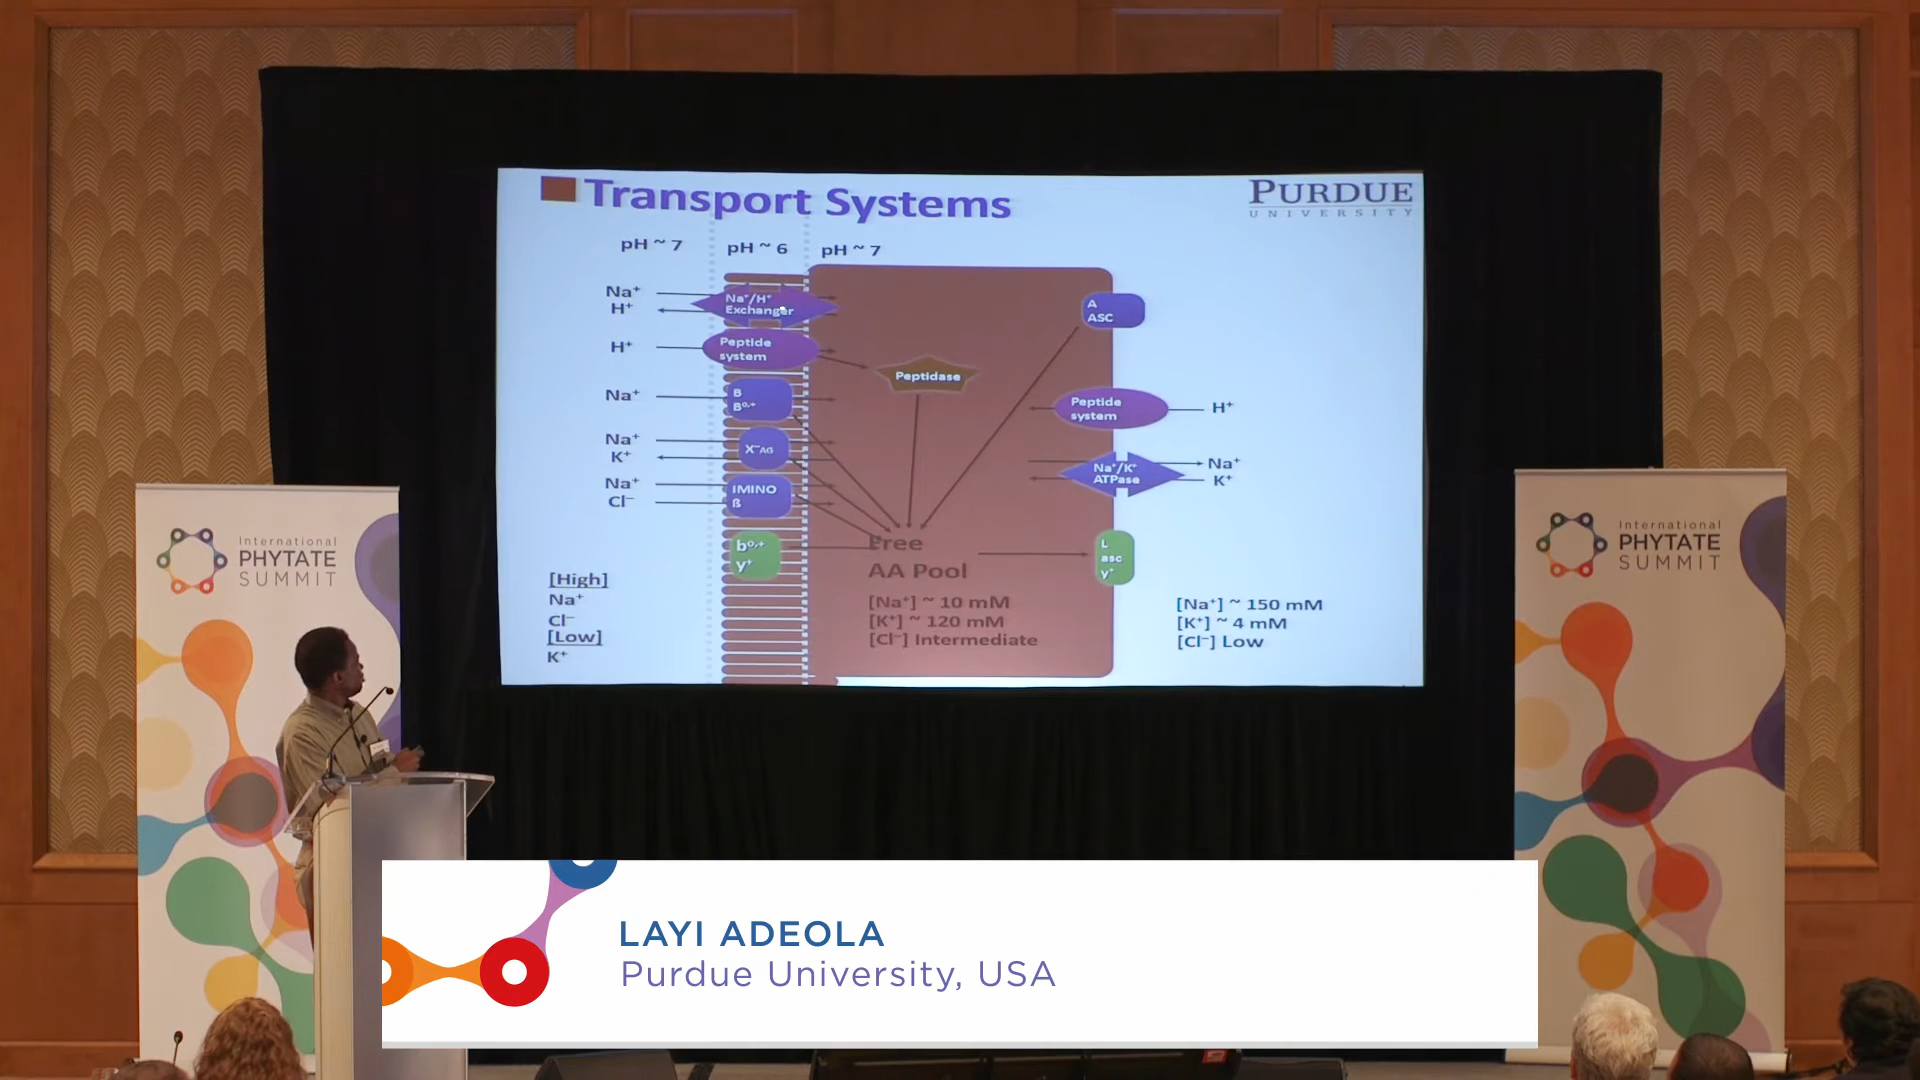 Transport Systems
PURDUE
UNIVERSITY
pH ~ 7
pH ~ 6
pH ~ 7
Na⁺
H⁺
Na⁺/H⁺
Exchanger
A
ASC
H⁺
Peptide
system
Peptidase
Na⁺
B
B⁰·⁺
Peptide
system
H⁺
Na⁺
K⁺
X⁻AG
Na⁺/K⁺
ATPase
Na⁺
K⁺
Na⁺
Cl⁻
IMINO
ß
b⁰·⁺
y⁺
Free
AA Pool
L
asc
y⁺
[High]
Na⁺
Cl⁻
[Low]
K⁺
[Na⁺] ~ 10 mM
[K⁺] ~ 120 mM
[Cl⁻] Intermediate
[Na⁺] ~ 150 mM
[K⁺] ~ 4 mM
[Cl⁻] Low
International
PHYTATE
SUMMIT
International
PHYTATE
SUMMIT
LAYI ADEOLA
Purdue University, USA